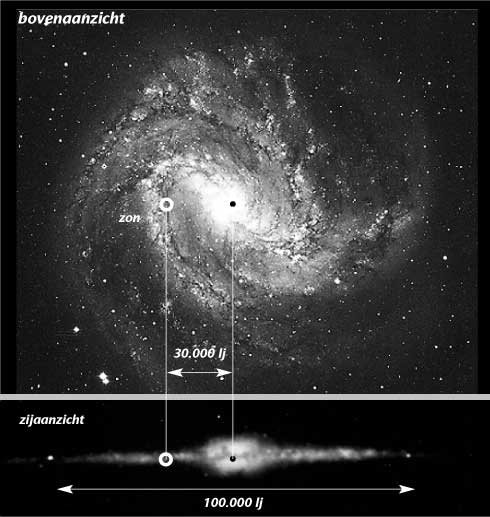 bovenaanzicht
zon
30.000 lj
zijaanzicht
100.000 lj